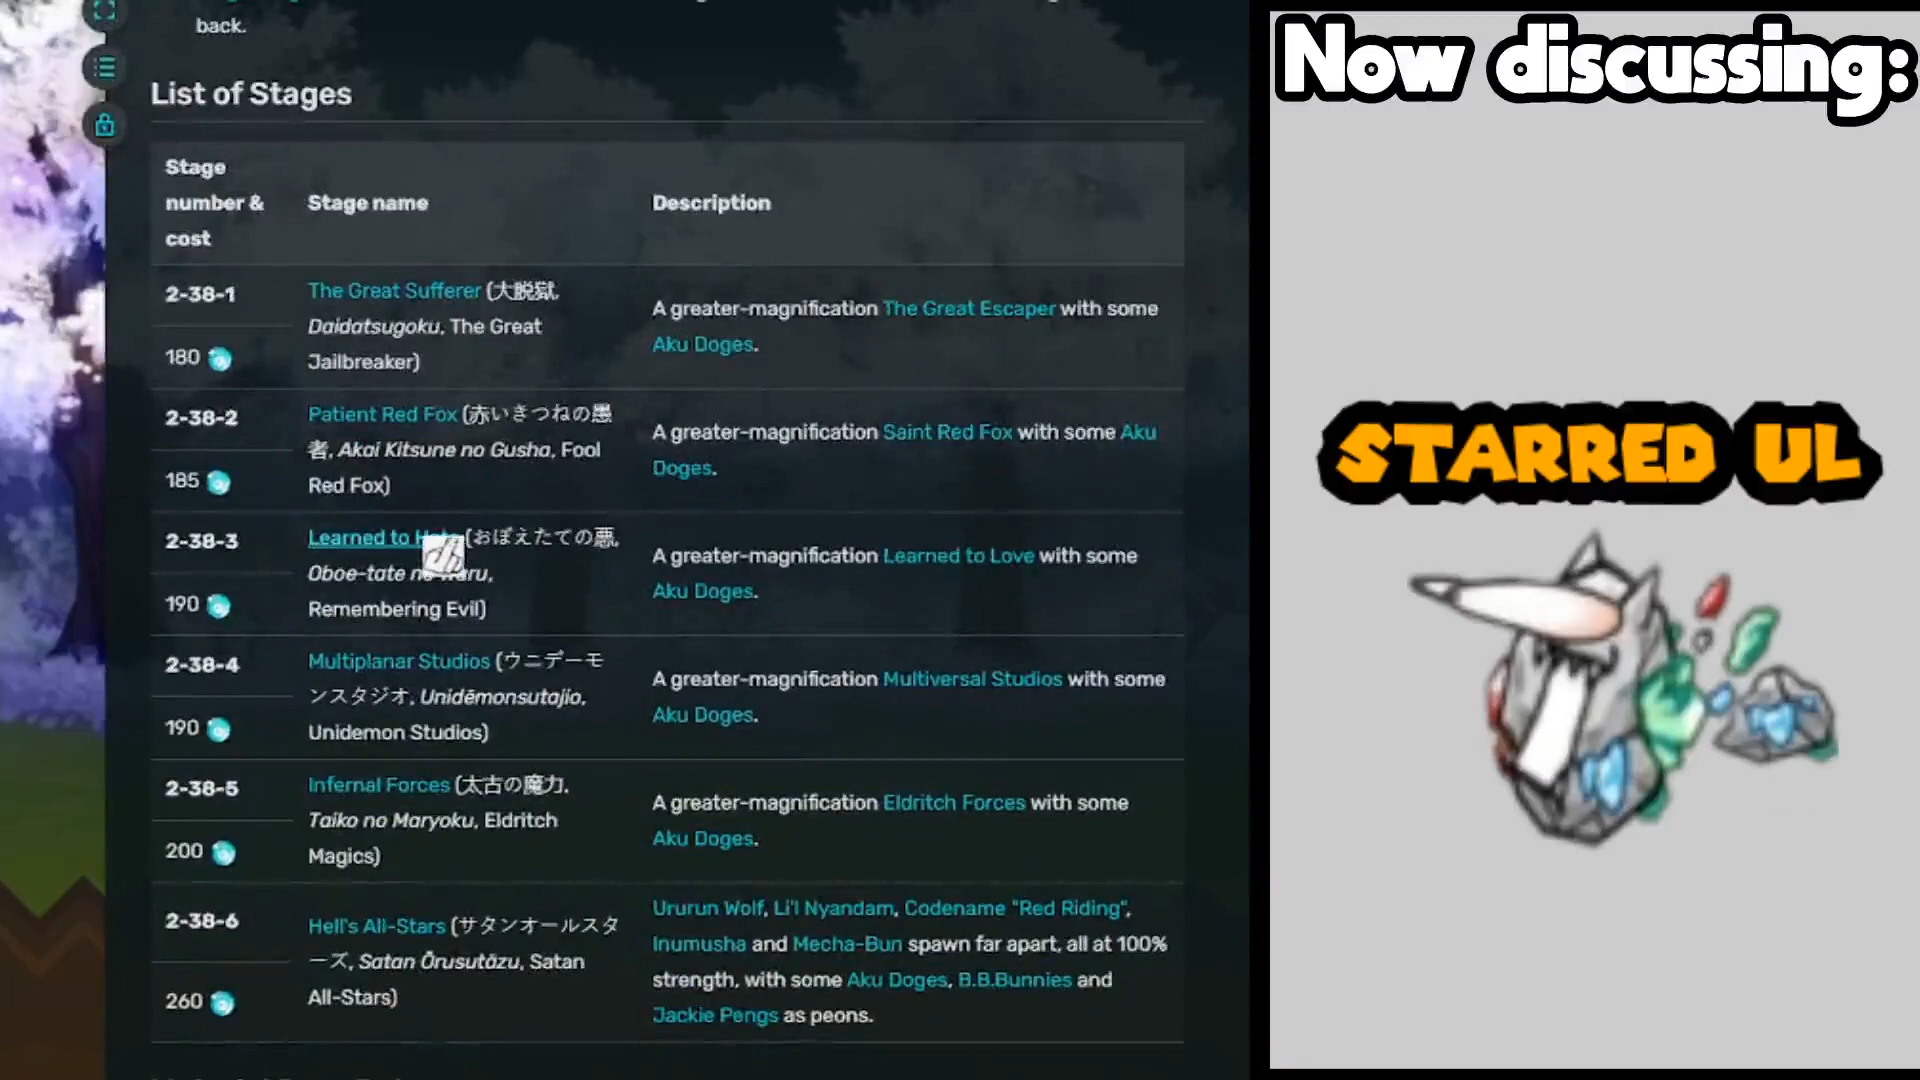 back.
Now discussing:
List of Stages
Stage
number &
cost
Stage name
Description
2-38-1
180
The Great Sufferer (大脱獄,
Daidatsugoku, The Great
Jailbreaker)
A greater-magnification The Great Escaper with some
Aku Doges.
2-38-2
185
Patient Red Fox (赤いきつねの愚
者, Akai Kitsune no Gusha, Fool
Red Fox)
A greater-magnification Saint Red Fox with some Aku
Doges.
2-38-3
190
Learned to (おぼえたての悪,
Oboe-tate
Remembering Evil)
A greater-magnification Learned to Love with some
Aku Doges.
2-38-4
190
Multiplanar Studios (ウニデーモ
ンスタジオ, Unidēmonsutajio,
Unidemon Studios)
A greater-magnification Multiversal Studios with some
Aku Doges.
2-38-5
200
Infernal Forces (太古の魔力,
Taiko no Maryoku, Eldritch
Magics)
A greater-magnification Eldritch Forces with some
Aku Doges.
2-38-6
260
Hell's All-Stars (サタンオールスタ
ーズ, Satan Ōrusutāzu, Satan
All-Stars)
Ururun Wolf, Li'l Nyandam, Codename "Red Riding",
Inumusha and Mecha-Bun spawn far apart, all at 100%
strength, with some Aku Doges, B.B.Bunnies and
Jackie Pengs as peons.
STARRED UL